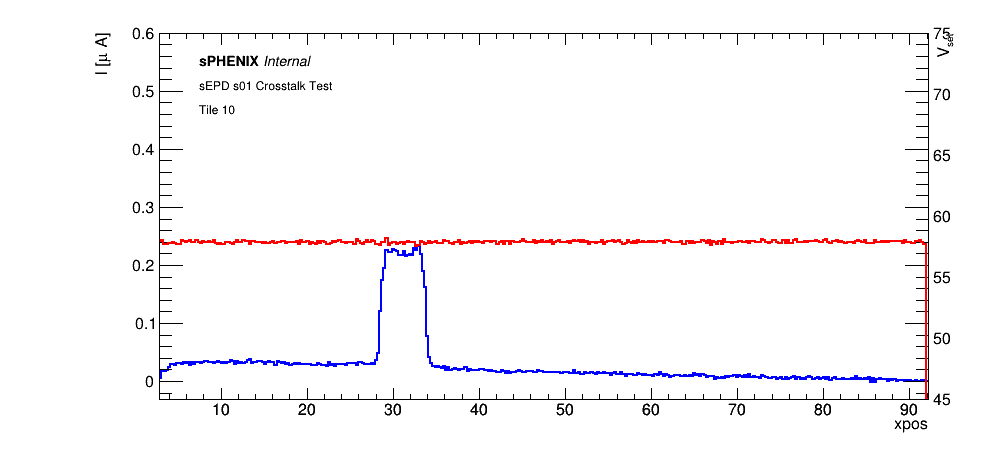 I [μ A]
0.6
0.5
0.4
0.3
0.2
0.1
0
sPHENIX Internal
sEPD s01 Crosstalk Test
Tile 10
75
V set
70
65
60
55
50
45
10 20 30 40 50 60 70 80 90
xpos